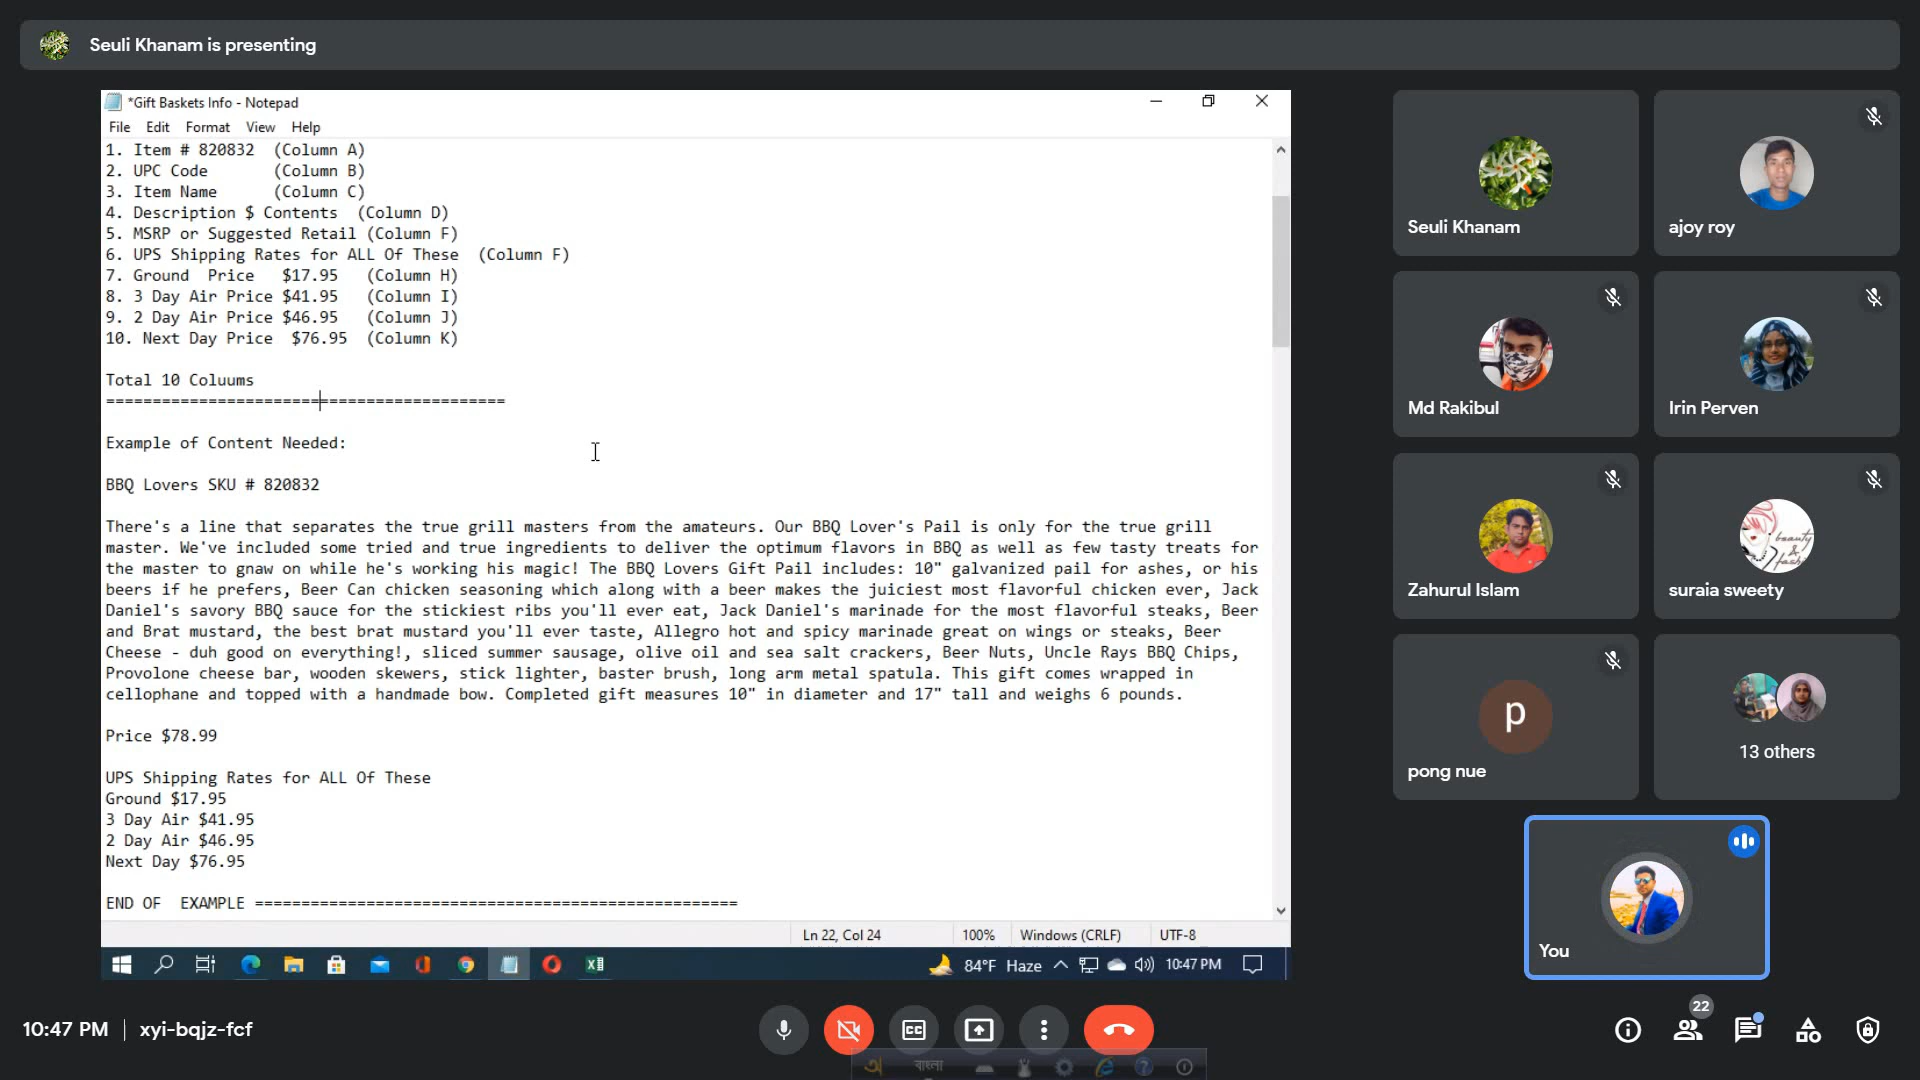 Seuli Khanam is presenting
*Gift Baskets Info - Notepad
File Edit Format View Help
1. Item # 820832 (Column A)
2. UPC Code (Column B)
3. Item Name (Column C)
4. Description $ Contents (Column D)
5. MSRP or Suggested Retail (Column F)
6. UPS Shipping Rates for ALL Of These (Column F)
7. Ground Price $17.95 (Column H)
8. 3 Day Air Price $41.95 (Column I)
9. 2 Day Air Price $46.95 (Column J)
10. Next Day Price $76.95 (Column K)
Total 10 Coluums
===========================================
Example of Content Needed:
BBQ Lovers SKU # 820832
There's a line that separates the true grill masters from the amateurs. Our BBQ Lover's Pail is only for the true grill
master. We've included some tried and true ingredients to deliver the optimum flavors in BBQ as well as few tasty treats for
the master to gnaw on while he's working his magic! The BBQ Lovers Gift Pail includes: 10" galvanized pail for ashes, or his
beers if he prefers, Beer Can chicken seasoning which along with a beer makes the juiciest most flavorful chicken ever, Jack
Daniel's savory BBQ sauce for the stickiest ribs you'll ever eat, Jack Daniel's marinade for the most flavorful steaks, Beer
and Brat mustard, the best brat mustard you'll ever taste, Allegro hot and spicy marinade great on wings or steaks, Beer
Cheese - duh good on everything!, sliced summer sausage, olive oil and sea salt crackers, Beer Nuts, Uncle Rays BBQ Chips,
Provolone cheese bar, wooden skewers, stick lighter, baster brush, long arm metal spatula. This gift comes wrapped in
cellophane and topped with a handmade bow. Completed gift measures 10" in diameter and 17" tall and weighs 6 pounds.
Price $78.99
UPS Shipping Rates for ALL Of These
Ground $17.95
3 Day Air $41.95
2 Day Air $46.95
Next Day $76.95
END OF EXAMPLE ====================================================
Ln 22, Col 24 100% Windows (CRLF) UTF-8
84°F Haze 10:47 PM
Seuli Khanam
ajoy roy
Md Rakibul
Irin Perven
Zahurul Islam
beauty & fash
suraia sweety
p
pong nue
13 others
You
10:47 PM | xyi-bqjz-fcf
CC
22
অ বাংলা